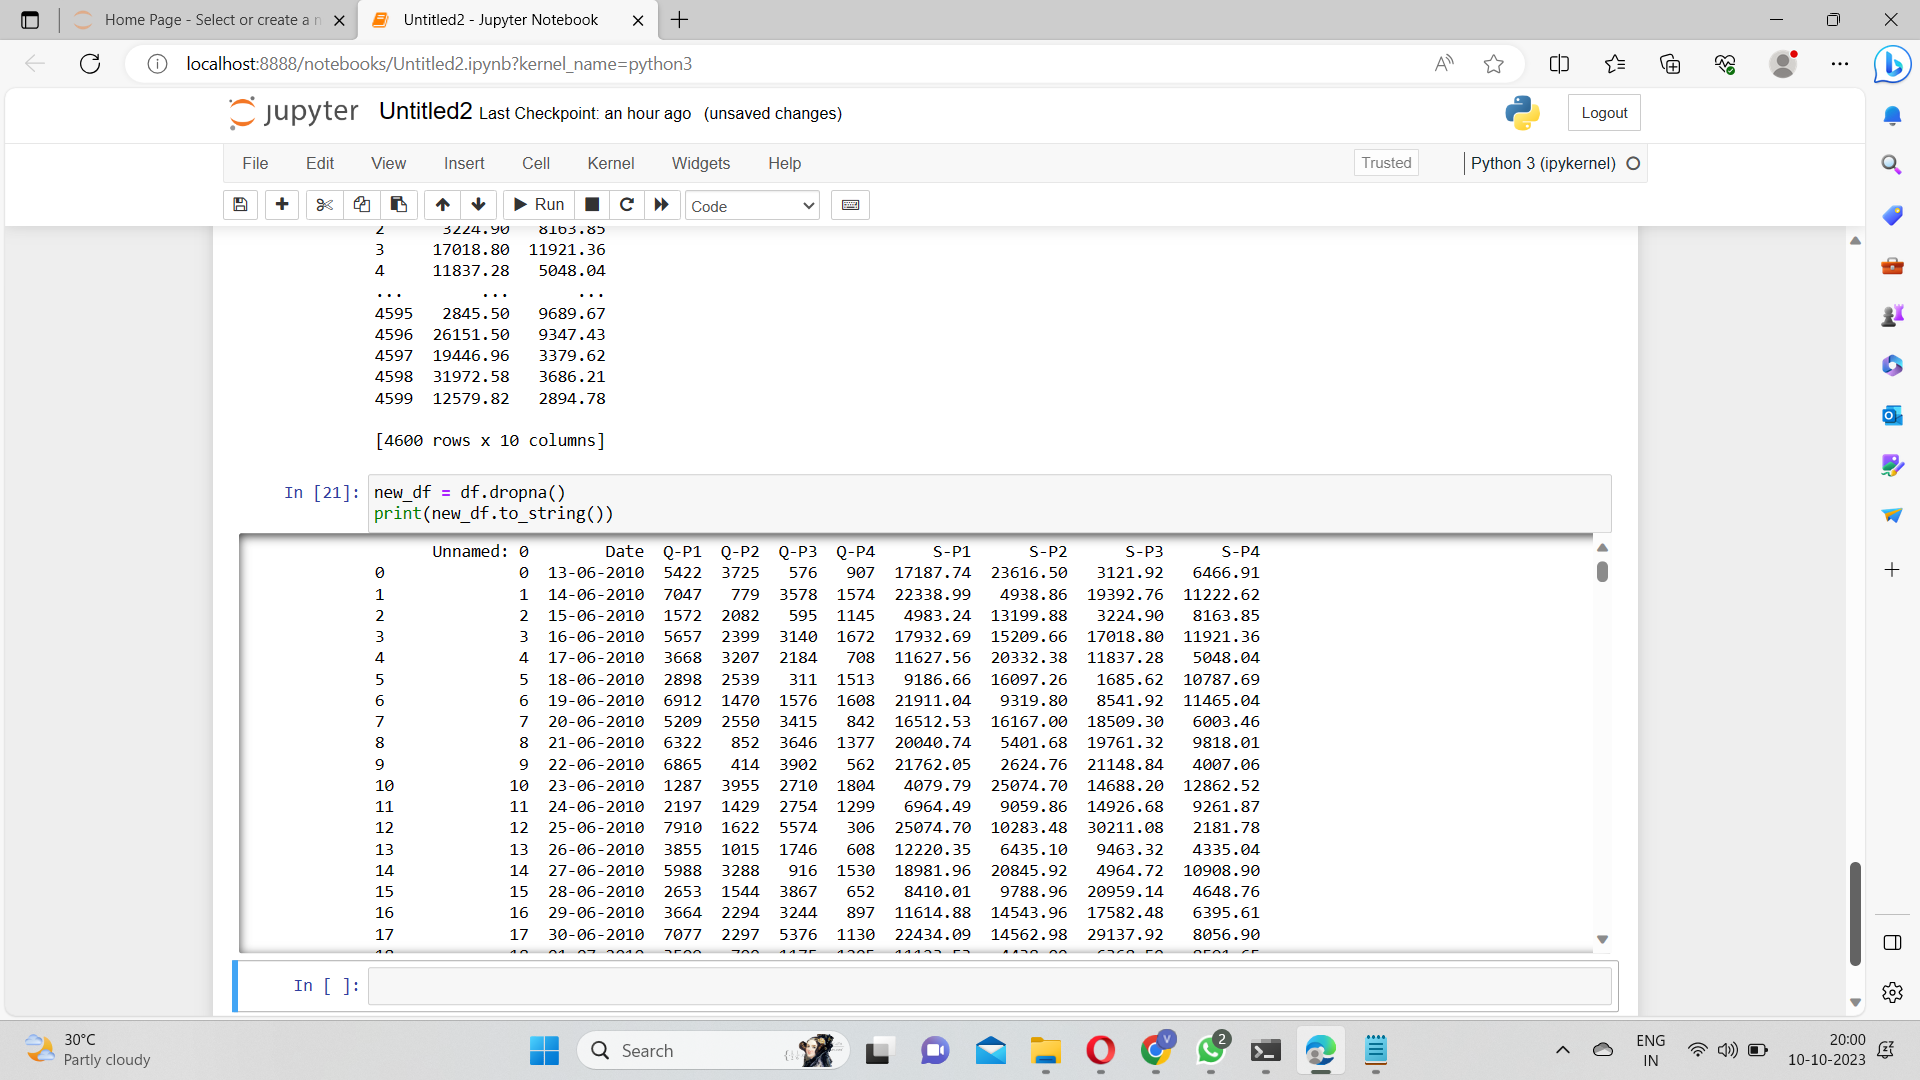 Home Page - Select or create a n
Untitled2 - Jupyter Notebook
localhost:8888/notebooks/Untitled2.ipynb?kernel_name=python3
jupyter Untitled2 Last Checkpoint: an hour ago (unsaved changes)
Logout
File Edit View Insert Cell Kernel Widgets Help
Trusted
Python 3 (ipykernel)
Run
Code
2 3224.90 8163.85
3 17018.80 11921.36
4 11837.28 5048.04
... ... ...
4595 2845.50 9689.67
4596 26151.50 9347.43
4597 19446.96 3379.62
4598 31972.58 3686.21
4599 12579.82 2894.78
[4600 rows x 10 columns]
In [21]: new_df = df.dropna()
print(new_df.to_string())
Unnamed: 0 Date Q-P1 Q-P2 Q-P3 Q-P4 S-P1 S-P2 S-P3 S-P4
0 0 13-06-2010 5422 3725 576 907 17187.74 23616.50 3121.92 6466.91
1 1 14-06-2010 7047 779 3578 1574 22338.99 4938.86 19392.76 11222.62
2 2 15-06-2010 1572 2082 595 1145 4983.24 13199.88 3224.90 8163.85
3 3 16-06-2010 5657 2399 3140 1672 17932.69 15209.66 17018.80 11921.36
4 4 17-06-2010 3668 3207 2184 708 11627.56 20332.38 11837.28 5048.04
5 5 18-06-2010 2898 2539 311 1513 9186.66 16097.26 1685.62 10787.69
6 6 19-06-2010 6912 1470 1576 1608 21911.04 9319.80 8541.92 11465.04
7 7 20-06-2010 5209 2550 3415 842 16512.53 16167.00 18509.30 6003.46
8 8 21-06-2010 6322 852 3646 1377 20040.74 5401.68 19761.32 9818.01
9 9 22-06-2010 6865 414 3902 562 21762.05 2624.76 21148.84 4007.06
10 10 23-06-2010 1287 3955 2710 1804 4079.79 25074.70 14688.20 12862.52
11 11 24-06-2010 2197 1429 2754 1299 6964.49 9059.86 14926.68 9261.87
12 12 25-06-2010 7910 1622 5574 306 25074.70 10283.48 30211.08 2181.78
13 13 26-06-2010 3855 1015 1746 608 12220.35 6435.10 9463.32 4335.04
14 14 27-06-2010 5988 3288 916 1530 18981.96 20845.92 4964.72 10908.90
15 15 28-06-2010 2653 1544 3867 652 8410.01 9788.96 20959.14 4648.76
16 16 29-06-2010 3664 2294 3244 897 11614.88 14543.96 17582.48 6395.61
17 17 30-06-2010 7077 2297 5376 1130 22434.09 14562.98 29137.92 8056.90
In [ ]:
30°C
Partly cloudy
Search
V
2
ENG
IN
20:00
10-10-2023